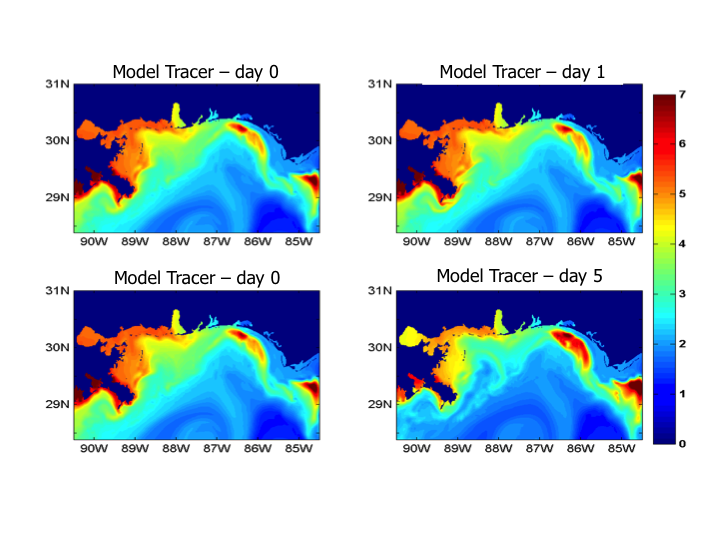 Model Tracer – day 0
Model Tracer – day 1
31N
30N
29N
90W 89W 88W 87W 86W 85W
31N
30N
29N
90W 89W 88W 87W 86W 85W
7
6
5
4
3
2
1
0
Model Tracer – day 0
Model Tracer – day 5
31N
30N
29N
90W 89W 88W 87W 86W 85W
31N
30N
29N
90W 89W 88W 87W 86W 85W